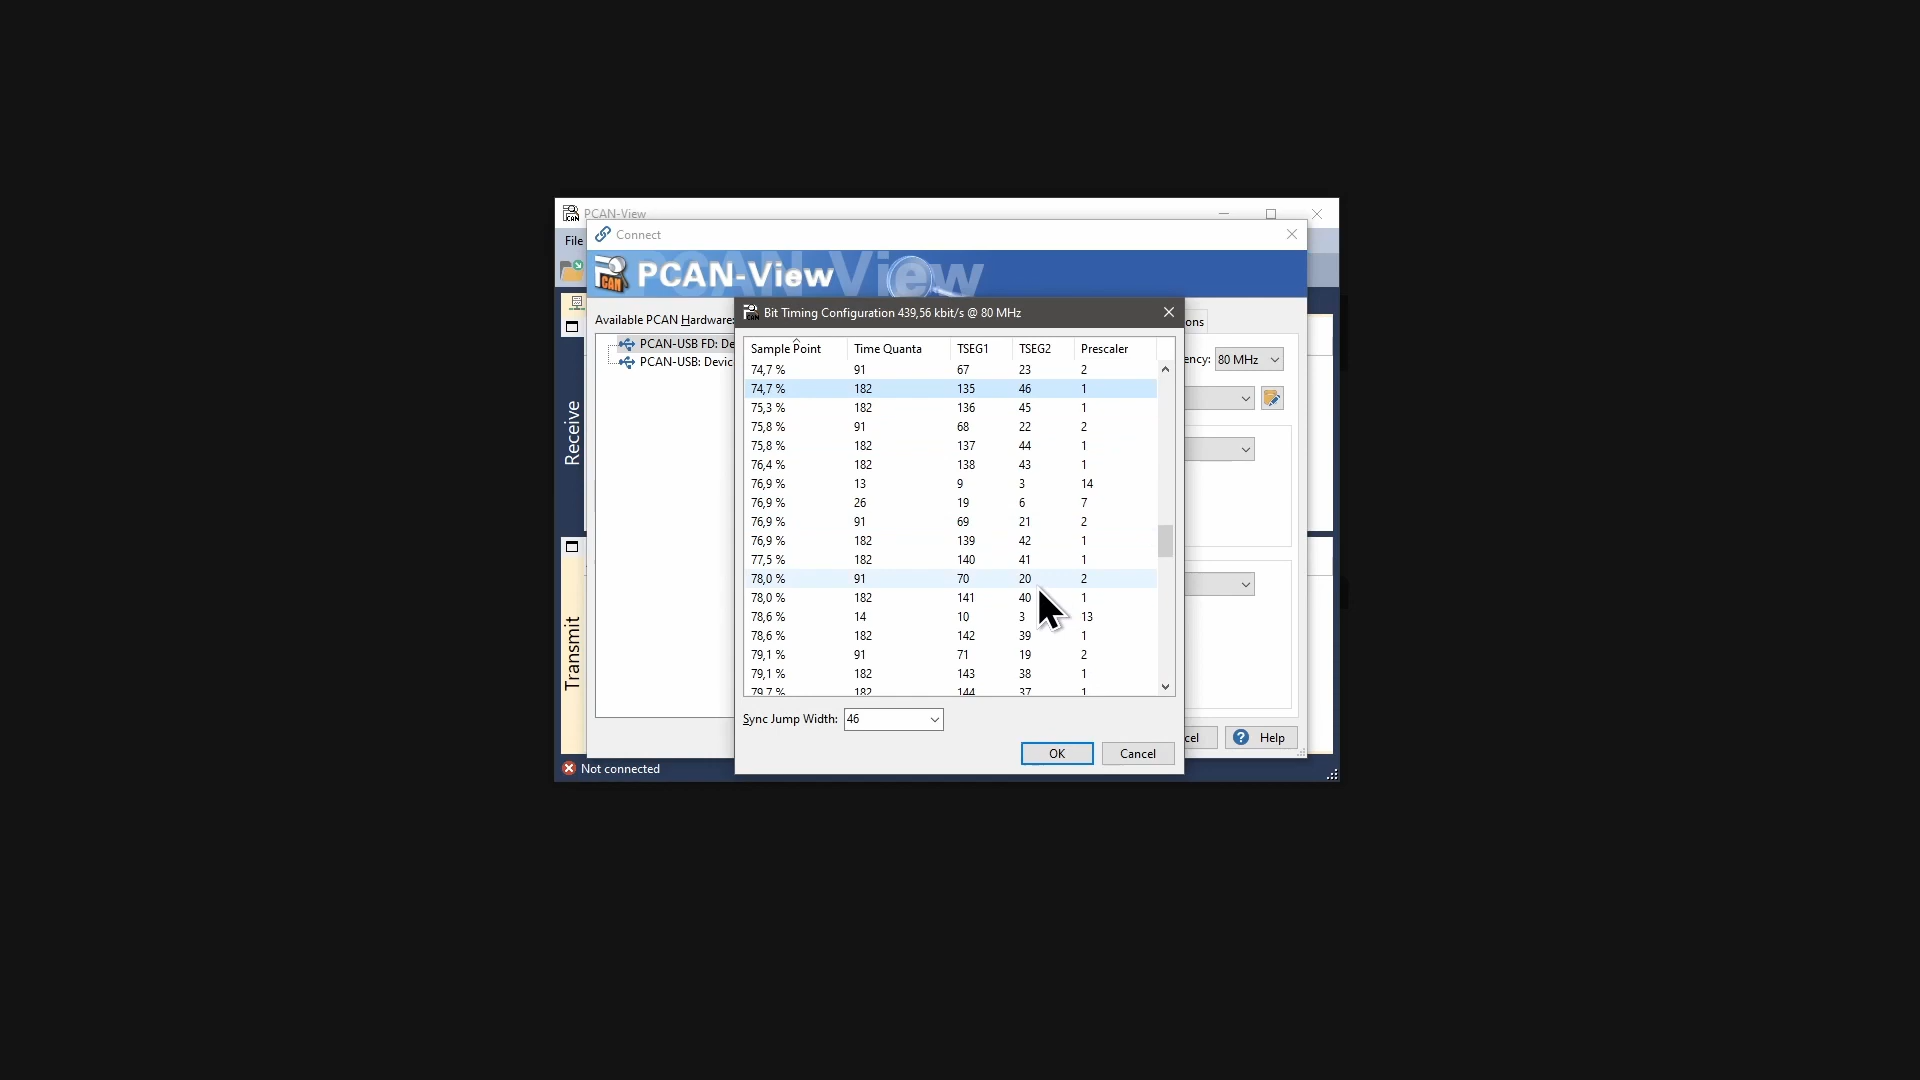 PCAN-View
File
Connect
PCAN-View
Available PCAN Hardware:
PCAN-USB FD: De
PCAN-USB: Devic
ons
ency: 80 MHz
Bit Timing Configuration 439,56 kbit/s @ 80 MHz
Sample Point Time Quanta TSEG1 TSEG2 Prescaler
74,7 % 91 67 23 2
74,7 % 182 135 46 1
75,3 % 182 136 45 1
75,8 % 91 68 22 2
75,8 % 182 137 44 1
76,4 % 182 138 43 1
76,9 % 13 9 3 14
76,9 % 26 19 6 7
76,9 % 91 69 21 2
76,9 % 182 139 42 1
77,5 % 182 140 41 1
78,0 % 91 70 20 2
78,0 % 182 141 40 1
78,6 % 14 10 3 13
78,6 % 182 142 39 1
79,1 % 91 71 19 2
79,1 % 182 143 38 1
79,7 % 182 144 37 1
Sync Jump Width: 46
OK Cancel
cel Help
Receive
Transmit
Not connected